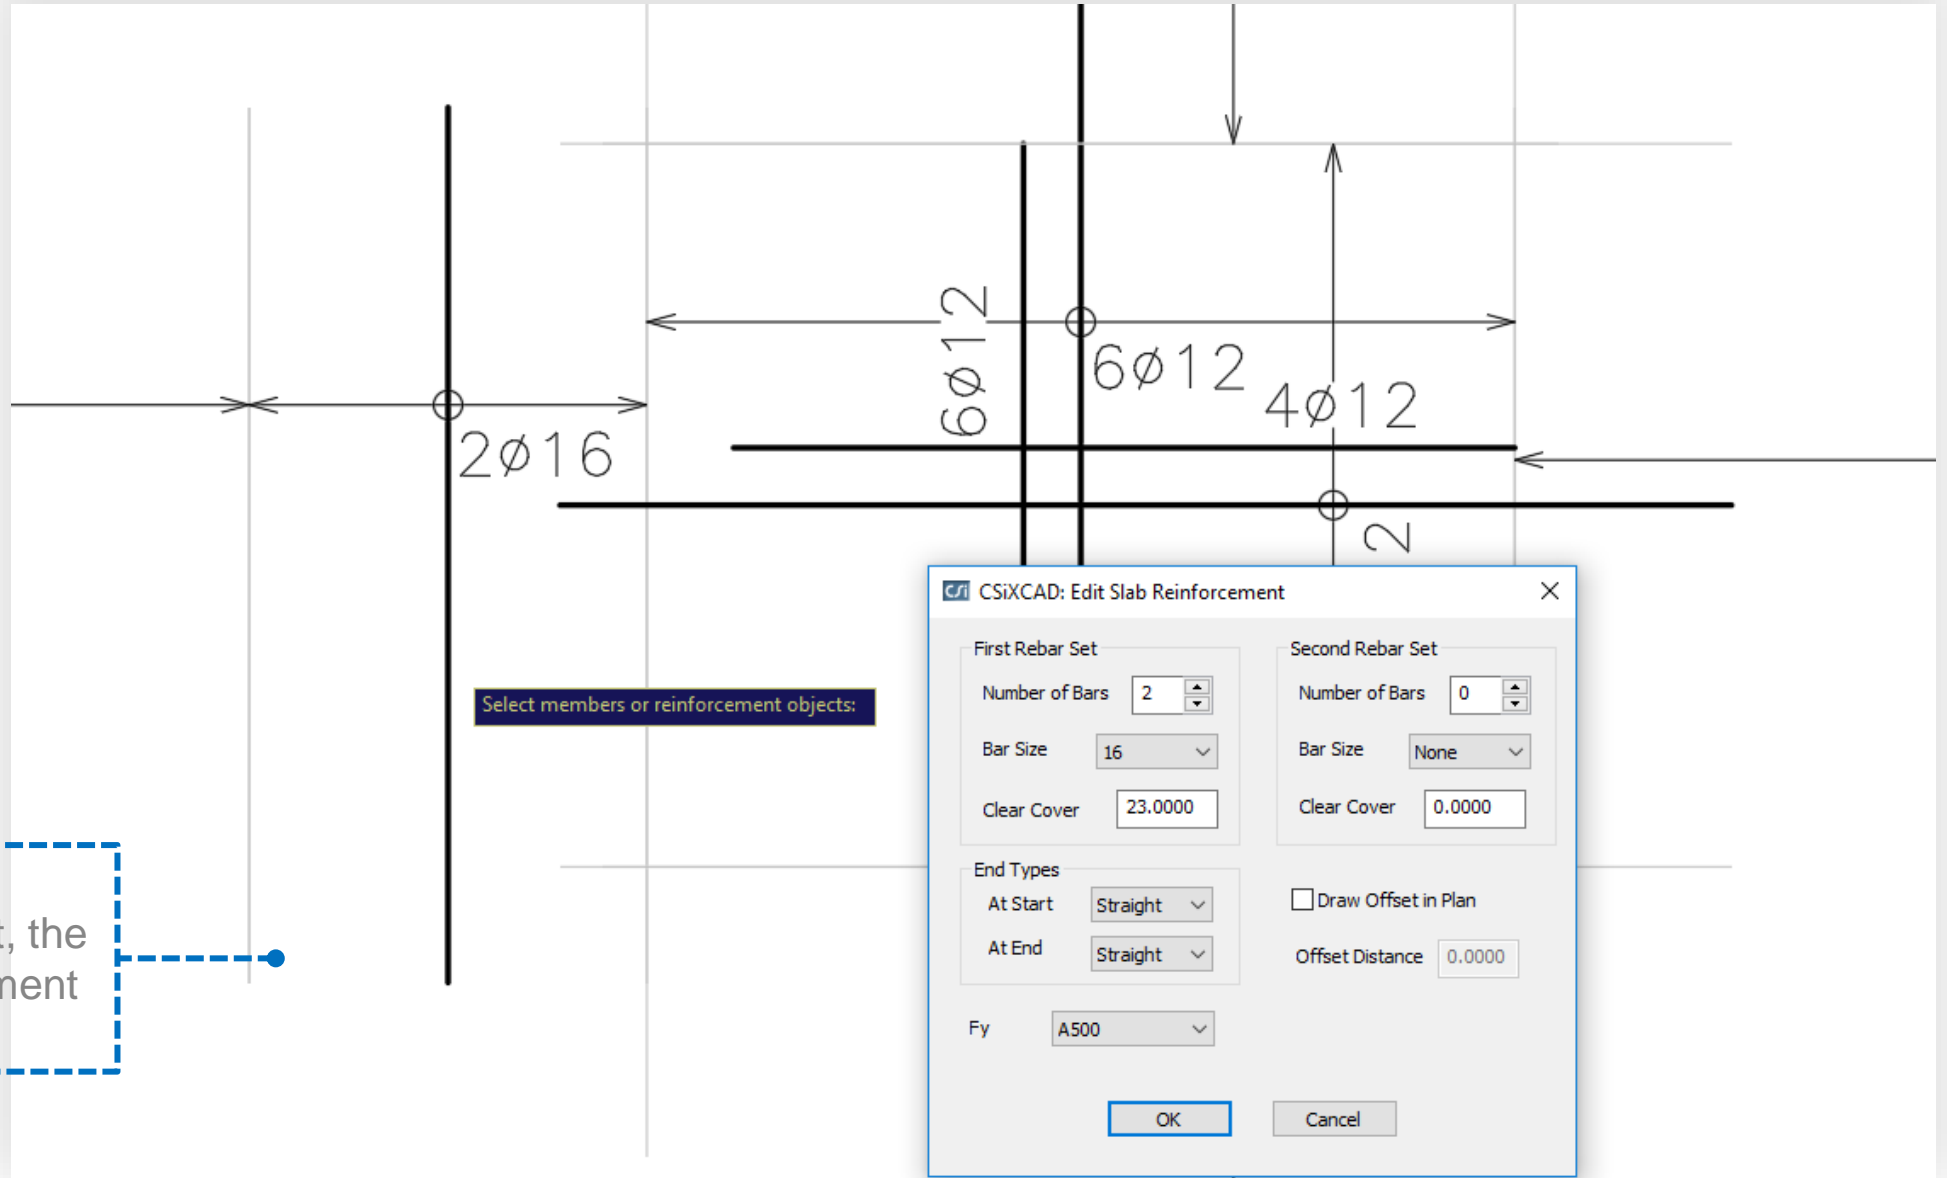 6ø12
6ø12
4ø12
2ø16
2
CSi CSiXCAD: Edit Slab Reinforcement
First Rebar Set
Number of Bars 2
Bar Size 16
Clear Cover 23.0000
Second Rebar Set
Number of Bars 0
Bar Size None
Clear Cover 0.0000
Select members or reinforcement objects:
End Types
At Start Straight
At End Straight
Draw Offset in Plan
Offset Distance 0.0000
Fy A500
OK Cancel
t, the
ment